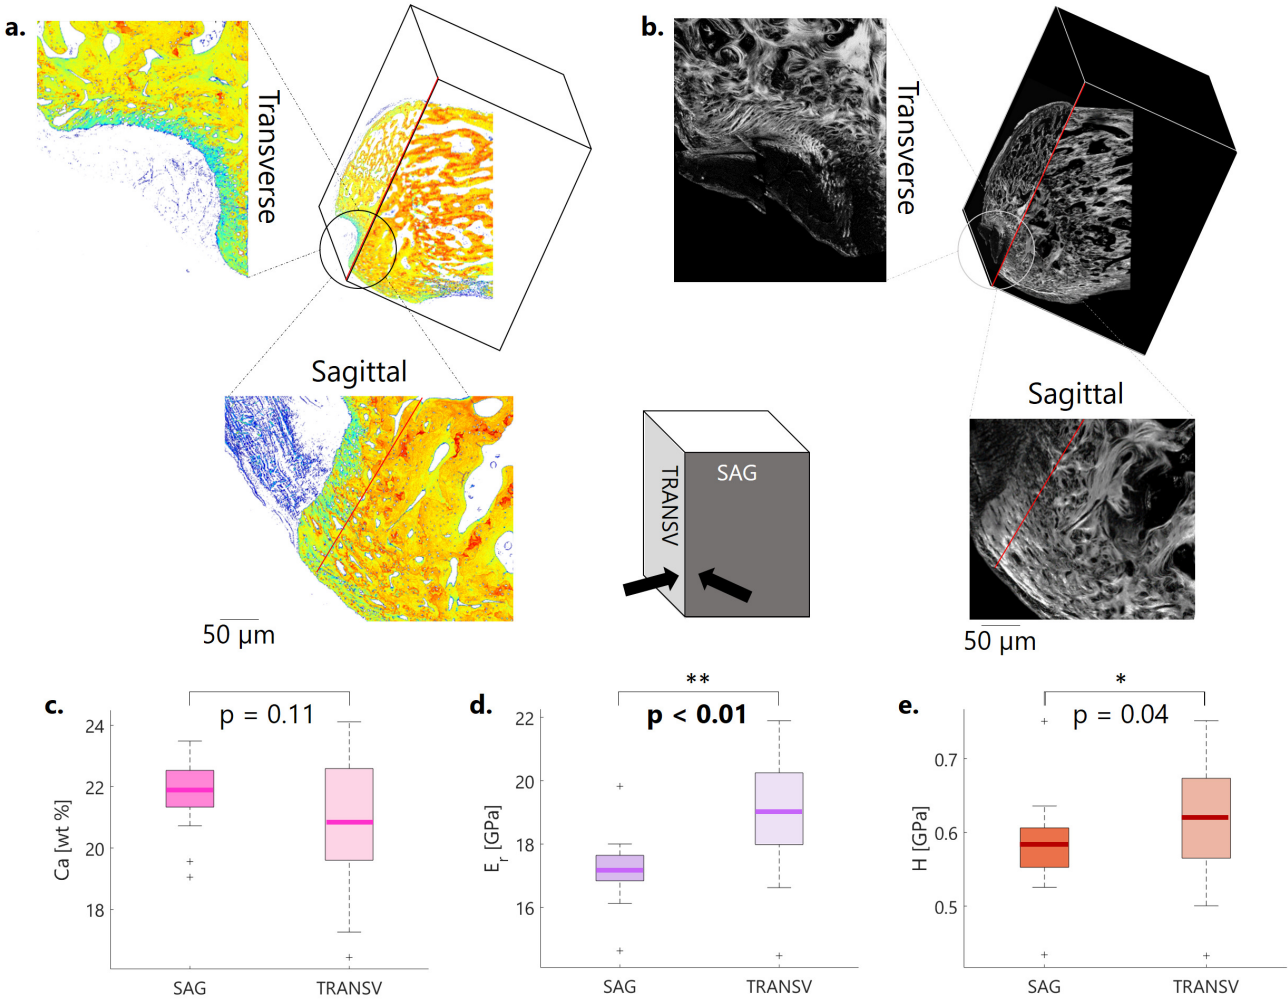 a.
Transverse
Sagittal
50 µm
b.
Transverse
Sagittal
50 µm
TRANSV
SAG
c.
p = 0.11
Ca [wt %]
24
22
20
18
SAG
TRANSV
d.
**
p < 0.01
E_r [GPa]
22
20
18
16
SAG
TRANSV
e.
*
p = 0.04
H [GPa]
0.7
0.6
0.5
SAG
TRANSV